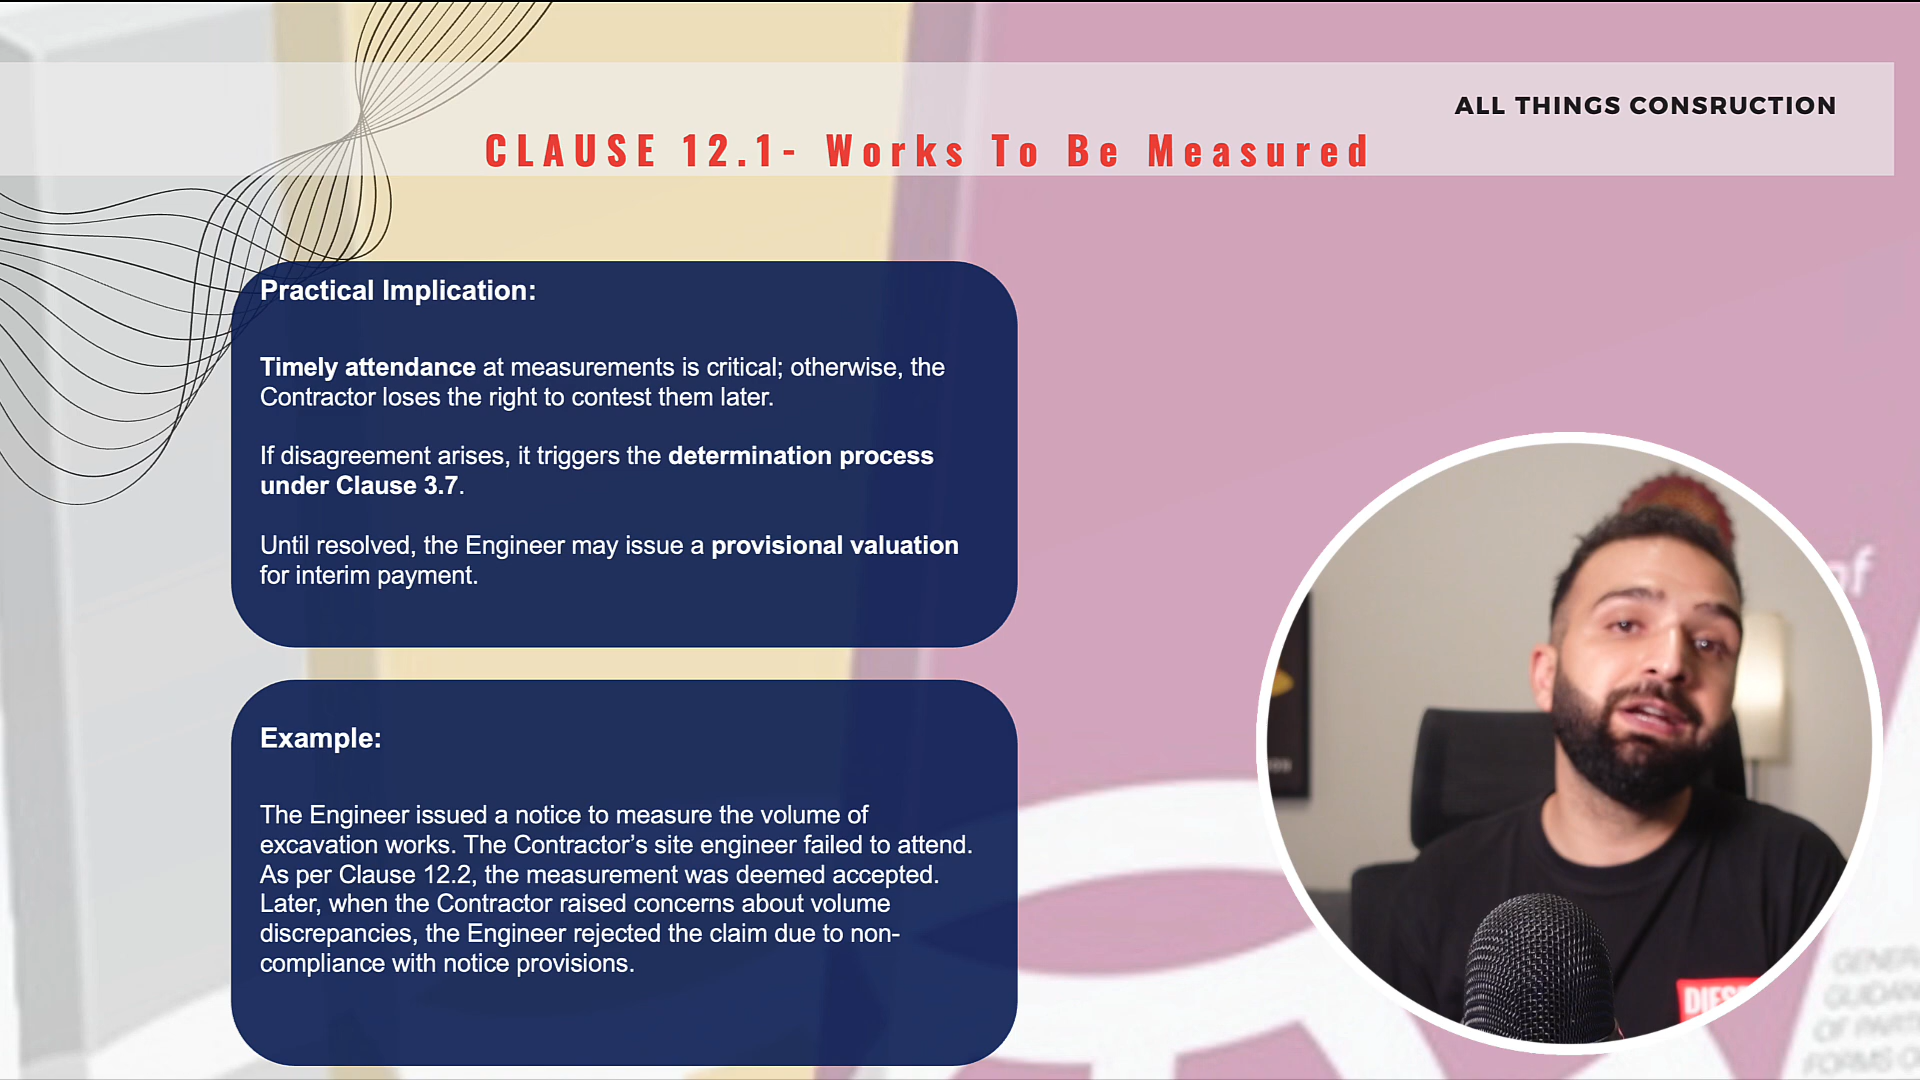 ALL THINGS CONSRUCTION
CLAUSE 12.1- Works To Be Measured
Practical Implication:
Timely attendance at measurements is critical; otherwise, the
Contractor loses the right to contest them later.
If disagreement arises, it triggers the determination process
under Clause 3.7.
Until resolved, the Engineer may issue a provisional valuation
for interim payment.
Example:
The Engineer issued a notice to measure the volume of
excavation works. The Contractor’s site engineer failed to attend.
As per Clause 12.2, the measurement was deemed accepted.
Later, when the Contractor raised concerns about volume
discrepancies, the Engineer rejected the claim due to non-
compliance with notice provisions.